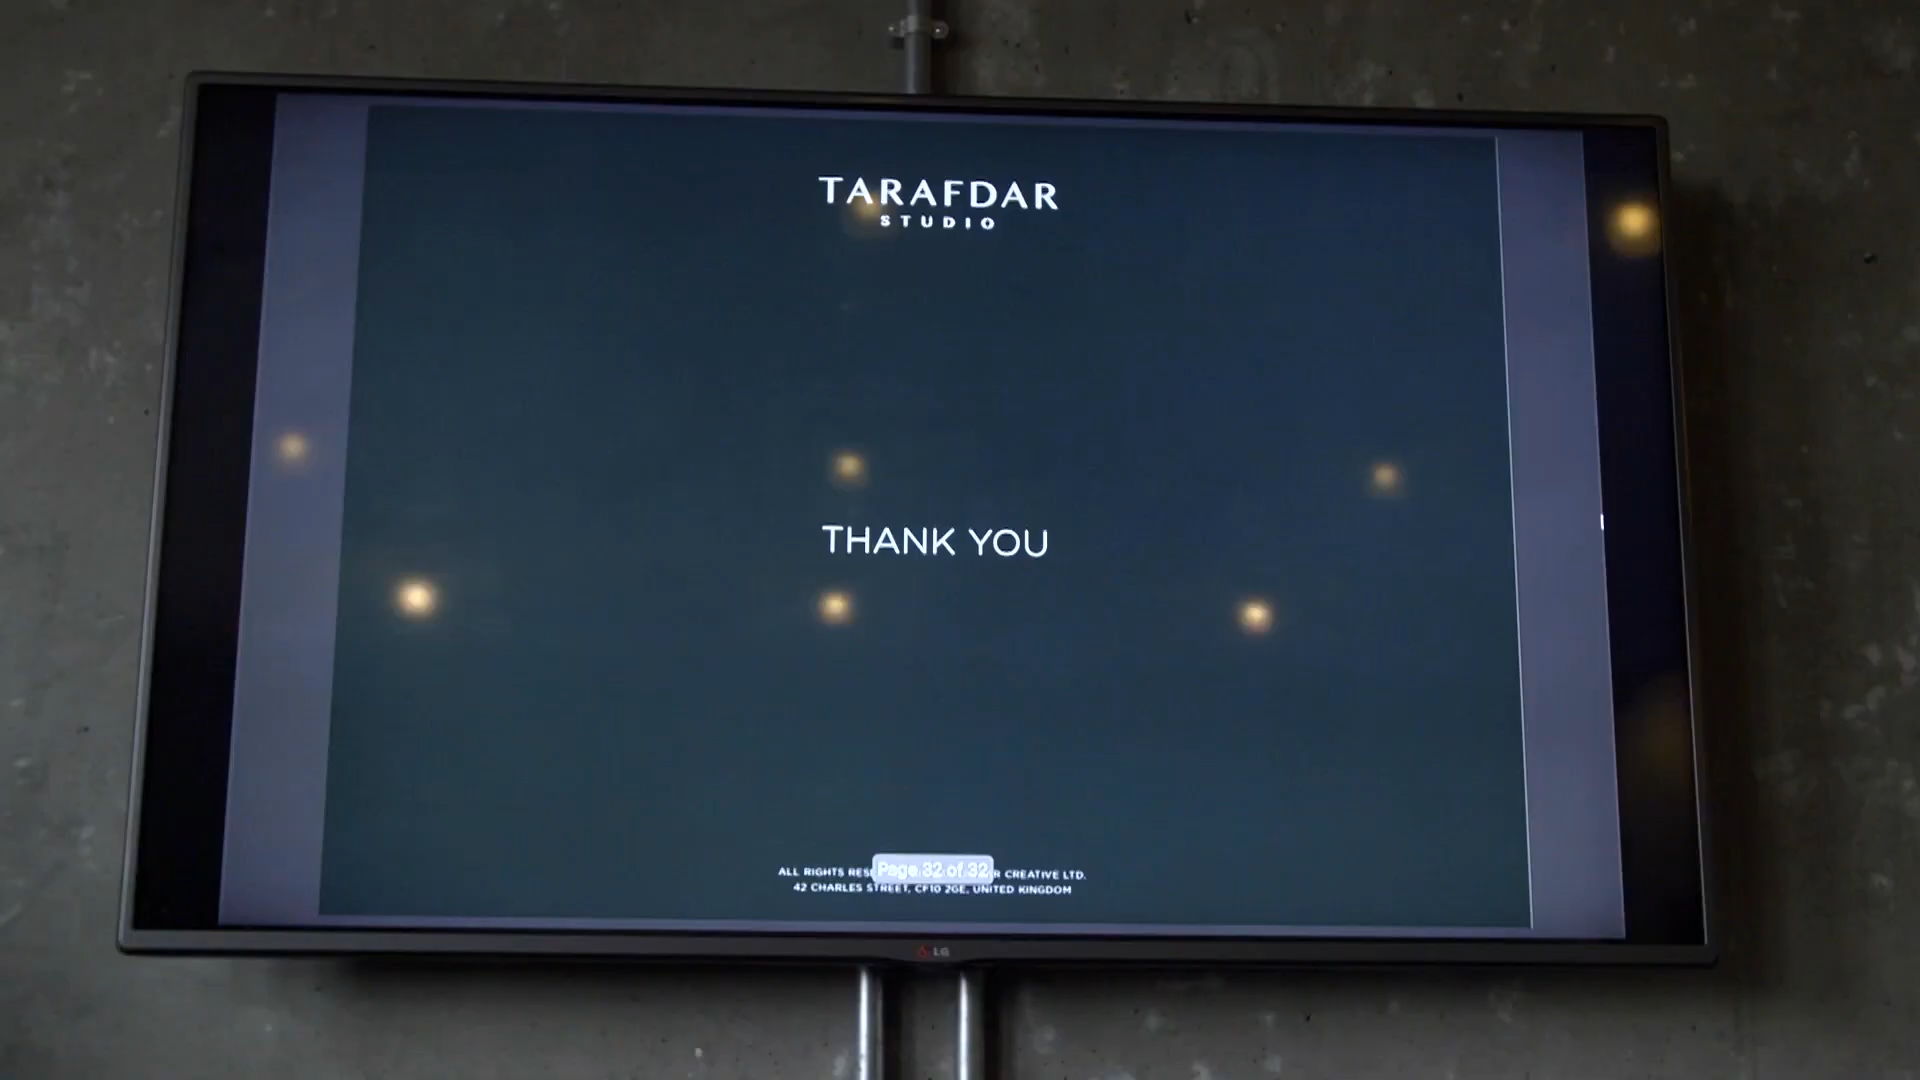 TARAFDAR
STUDIO
THANK YOU
ALL RIGHTS Page 32 of 32 CREATIVE LTD.
42 CHARLES STREET, CF10 2GE, UNITED KINGDOM
LG